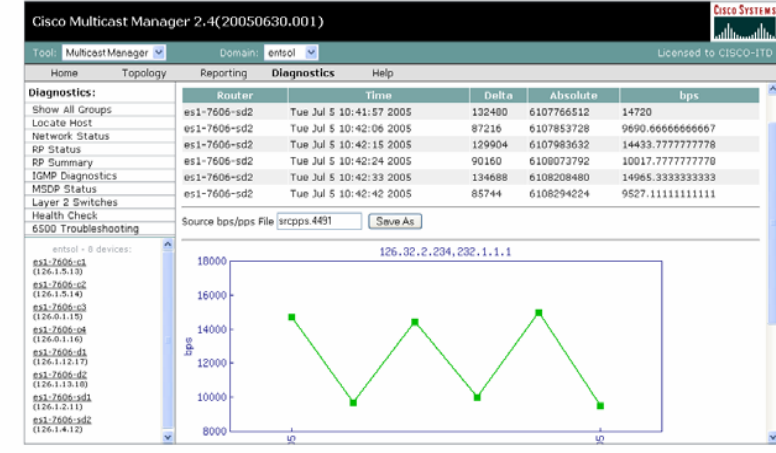 Cisco Multicast Manager 2.4(20050630.001)
CISCO SYSTEMS
Tool: Multicast Manager Domain: entsol Licensed to CISCO-ITD
Home Topology Reporting Diagnostics Help
Diagnostics:
Show All Groups
Locate Host
Network Status
RP Status
RP Summary
IGMP Diagnostics
MSDP Status
Layer 2 Switches
Health Check
6500 Troubleshooting
entsol - 8 devices:
es1-7606-c1
(126.1.5.13)
es1-7606-c2
(126.1.5.14)
es1-7606-c3
(126.0.1.15)
es1-7606-c4
(126.0.1.16)
es1-7606-d1
(126.1.12.17)
es1-7606-d2
(126.1.13.18)
es1-7606-sd1
(126.1.2.11)
es1-7606-sd2
(126.1.4.12)
Router Time Delta Absolute bps
es1-7606-sd2 Tue Jul 5 10:41:57 2005 132480 6107766512 14720
es1-7606-sd2 Tue Jul 5 10:42:06 2005 87216 6107853728 9690.66666666667
es1-7606-sd2 Tue Jul 5 10:42:15 2005 129904 6107983632 14433.7777777778
es1-7606-sd2 Tue Jul 5 10:42:24 2005 90160 6108073792 10017.7777777778
es1-7606-sd2 Tue Jul 5 10:42:33 2005 134688 6108208480 14965.3333333333
es1-7606-sd2 Tue Jul 5 10:42:42 2005 85744 6108294224 9527.11111111111
Source bps/pps File srcpps.4491 Save As
126.32.2.234,232.1.1.1
18000
16000
14000
12000
10000
8000
bps